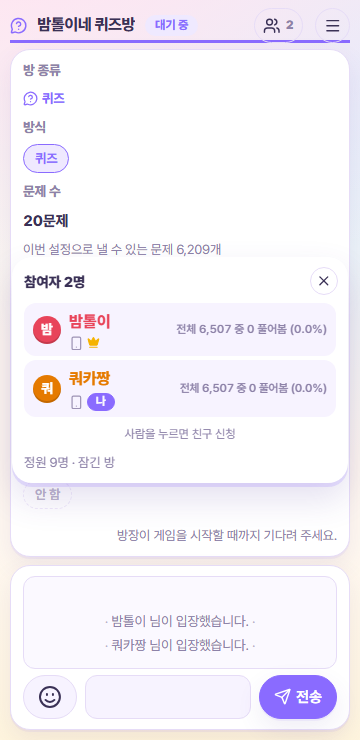 밤톨이네 퀴즈방 대기 중 2
방 종류
퀴즈
방식
퀴즈
문제 수
20문제
이번 설정으로 낼 수 있는 문제 6,209개
참여자 2명
밤 밤톨이 전체 6,507 중 0 풀어봄 (0.0%)
쿼 쿼카짱 전체 6,507 중 0 풀어봄 (0.0%)
나
사람을 누르면 친구 신청
정원 9명 · 잠긴 방
안 함
방장이 게임을 시작할 때까지 기다려 주세요.
· 밤톨이 님이 입장했습니다. ·
· 쿼카짱 님이 입장했습니다. ·
전송